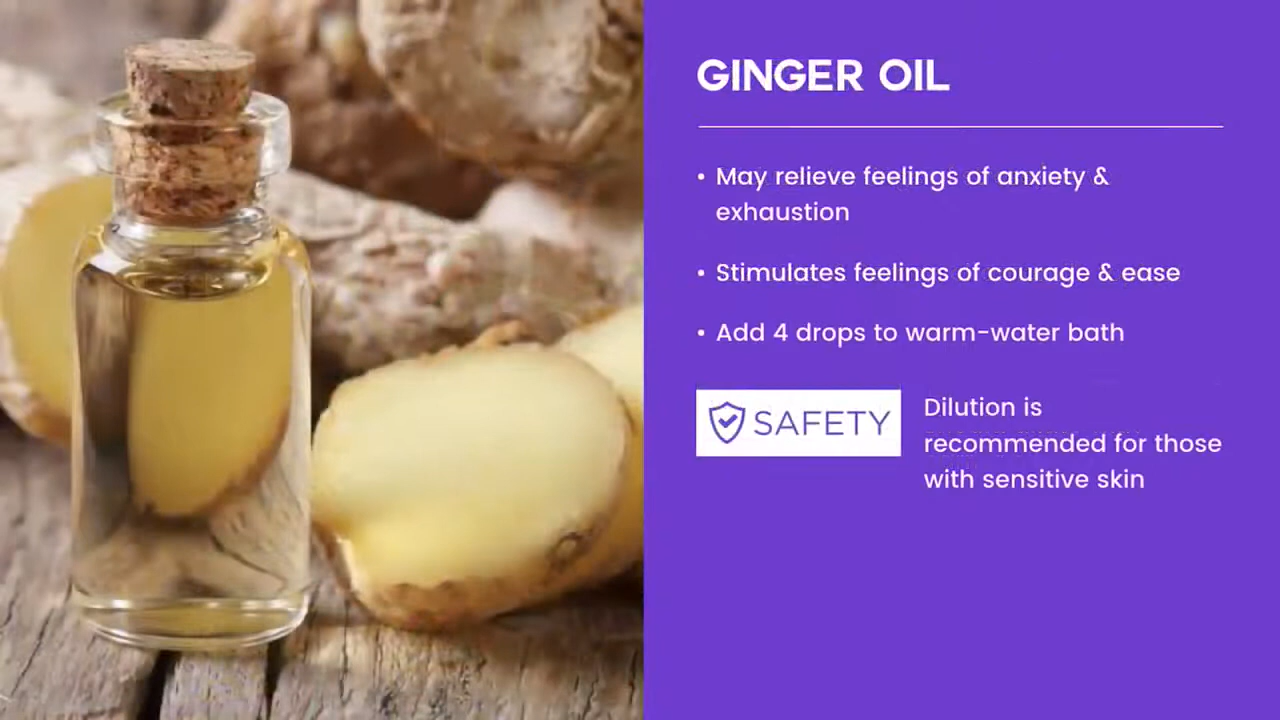 GINGER OIL
• May relieve feelings of anxiety &
exhaustion
• Stimulates feelings of courage & ease
• Add 4 drops to warm-water bath
SAFETY
Dilution is
recommended for those
with sensitive skin